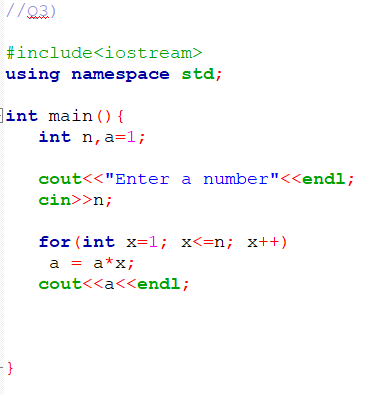 //Q3)
#include<iostream>
using namespace std;
int main(){
int n,a=1;
cout<<"Enter a number"<<endl;
cin>>n;
for(int x=1; x<=n; x++)
a = a*x;
cout<<a<<endl;
}